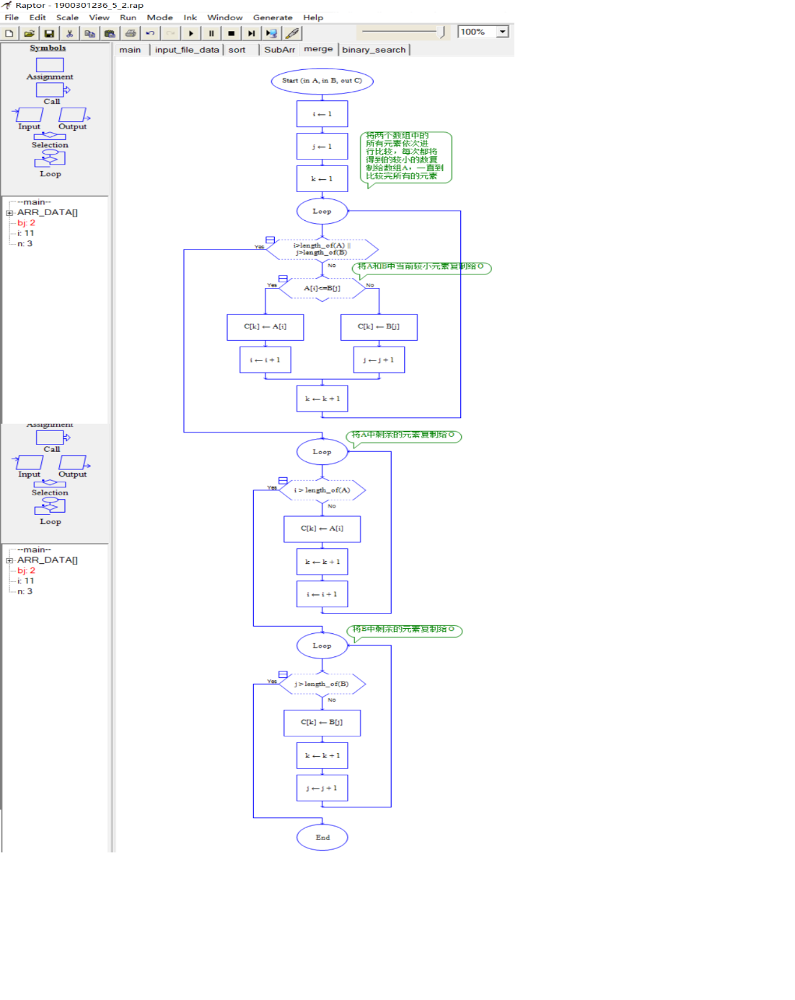 Raptor - 1900301236_5_2.rap
File Edit Scale View Run Mode Ink Window Generate Help
100%
Symbols
main input_file_data sort SubArr merge binary_search
Assignment
Call
Input Output
Selection
Loop
--main--
ARR_DATA[]
bj: 2
i: 11
n: 3
Assignment
Call
Input Output
Selection
Loop
--main--
ARR_DATA[]
bj: 2
i: 11
n: 3
Start (in A, in B, out C)
i ← 1
j ← 1
k ← 1
将两个数组中的
所有元素依次进
行比较，每次都将
得到的较小的数复
制给数组A，一直到
比较完所有的元素
Loop
Yes
i>length_of(A) ||
j>length_of(B)
No
将A和B中当前较小元素复制给O
Yes
A[i]<=B[j]
No
C[k] ← A[i]
C[k] ← B[j]
i ← i + 1
j ← j + 1
k ← k + 1
将A中剩余的元素复制给O
Loop
Yes
i > length_of(A)
No
C[k] ← A[i]
k ← k + 1
i ← i + 1
将B中剩余的元素复制给O
Loop
Yes
j > length_of(B)
No
C[k] ← B[j]
k ← k + 1
j ← j + 1
End